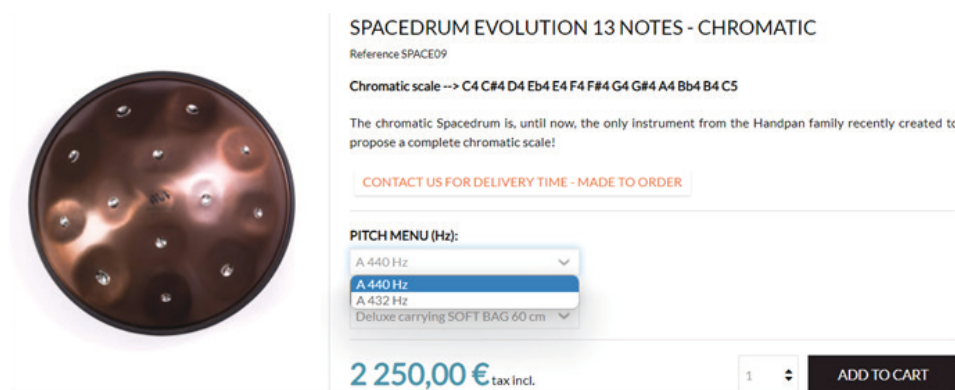 SPACEDRUM EVOLUTION 13 NOTES - CHROMATIC
Reference SPACE09
Chromatic scale --> C4 C#4 D4 Eb4 E4 F4 F#4 G4 G#4 A4 Bb4 B4 C5
The chromatic Spacedrum is, until now, the only instrument from the Handpan family recently created to
propose a complete chromatic scale!
CONTACT US FOR DELIVERY TIME - MADE TO ORDER
PITCH MENU (Hz):
A 440 Hz
A 440 Hz
A 432 Hz
Deluxe carrying SOFT BAG 60 cm
2 250,00 € tax incl.
1
ADD TO CART